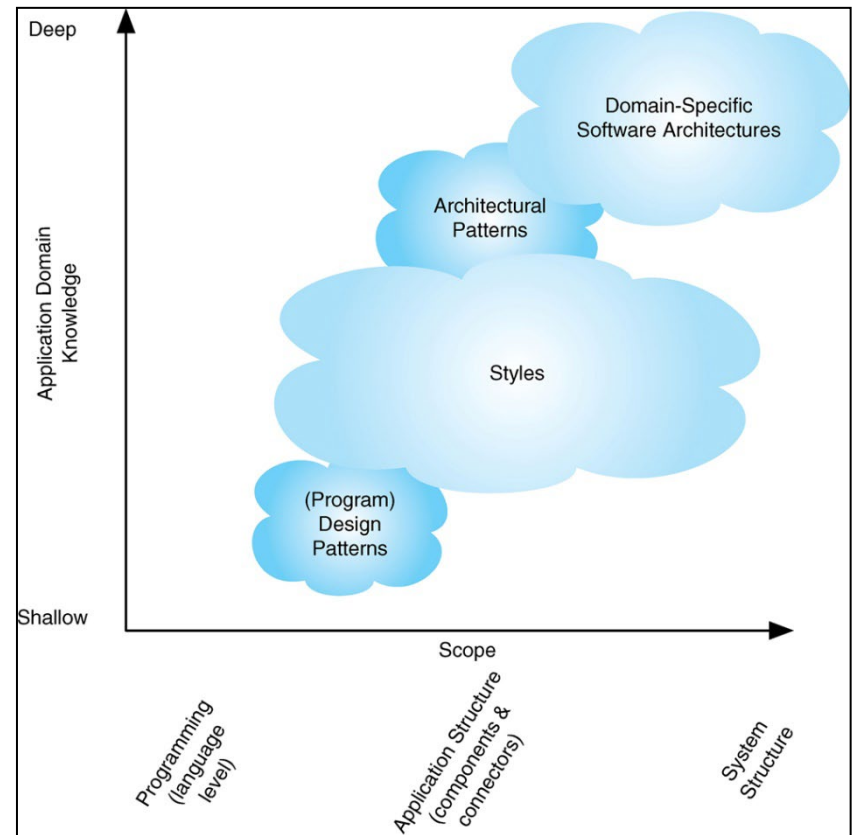 Deep
Domain-Specific
Software Architectures
Architectural
Patterns
Application Domain
Knowledge
Styles
(Program)
Design
Patterns
Shallow
Scope
Programming
(language
level)
Application Structure
(components &
connectors)
System
Structure